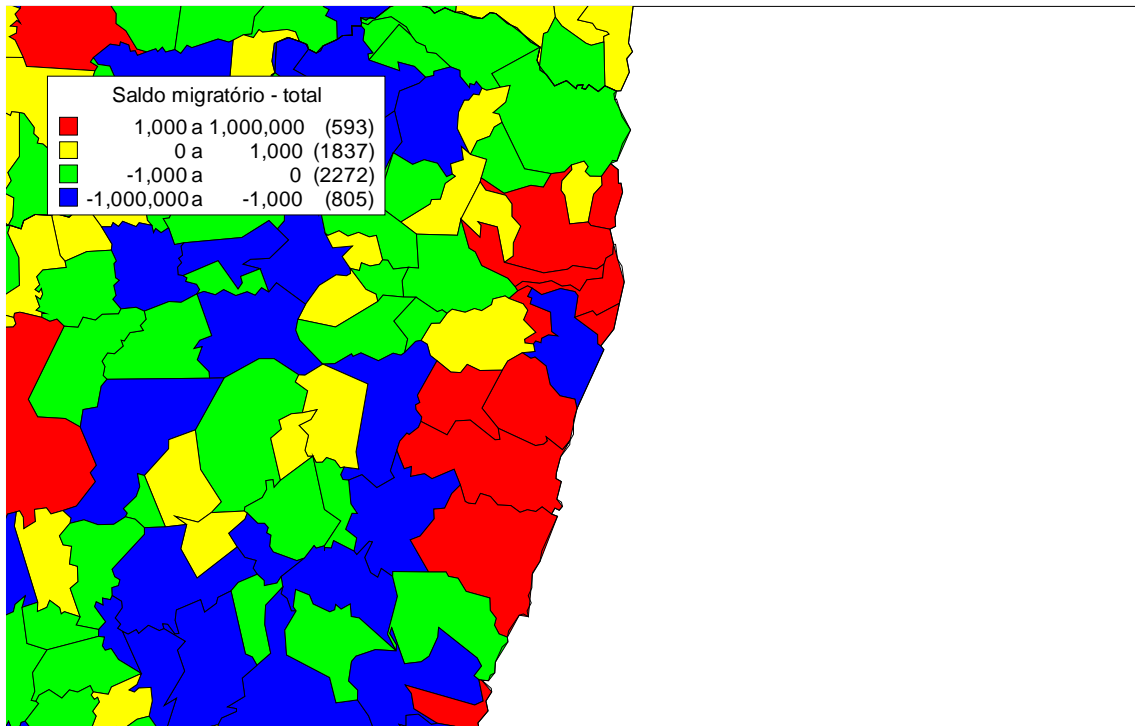 Saldo migratório - total
1,000 a 1,000,000 (593)
0 a 1,000 (1837)
-1,000 a 0 (2272)
-1,000,000 a -1,000 (805)